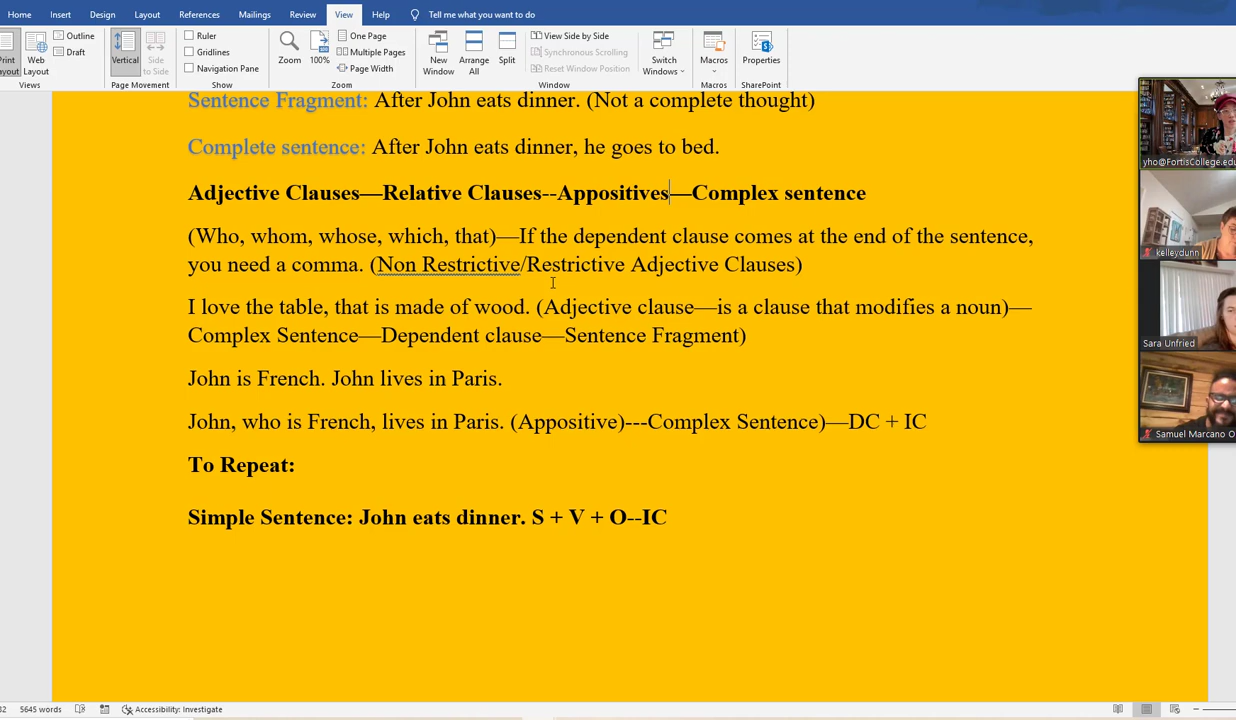 Home Insert Design Layout References Mailings Review View Help Tell me what you want to do
Print Layout
Web Layout
Outline
Draft
Views
Vertical
Side to Side
Page Movement
Ruler
Gridlines
Navigation Pane
Show
Zoom
100%
One Page
Multiple Pages
Page Width
Zoom
New Window
Arrange All
Split
View Side by Side
Synchronous Scrolling
Reset Window Position
Window
Switch Windows
Macros
Macros
Properties
SharePoint
Sentence Fragment: After John eats dinner. (Not a complete thought)
Complete sentence: After John eats dinner, he goes to bed.
Adjective Clauses—Relative Clauses--Appositives—Complex sentence
(Who, whom, whose, which, that)—If the dependent clause comes at the end of the sentence,
you need a comma. (Non Restrictive/Restrictive Adjective Clauses)
I love the table, that is made of wood. (Adjective clause—is a clause that modifies a noun)—
Complex Sentence—Dependent clause—Sentence Fragment)
John is French. John lives in Paris.
John, who is French, lives in Paris. (Appositive)---Complex Sentence)—DC + IC
To Repeat:
Simple Sentence: John eats dinner. S + V + O--IC
yho@FortisCollege.edu
kelleydunn
Sara Unfried
Samuel Marcano O
32 5645 words Accessibility: Investigate